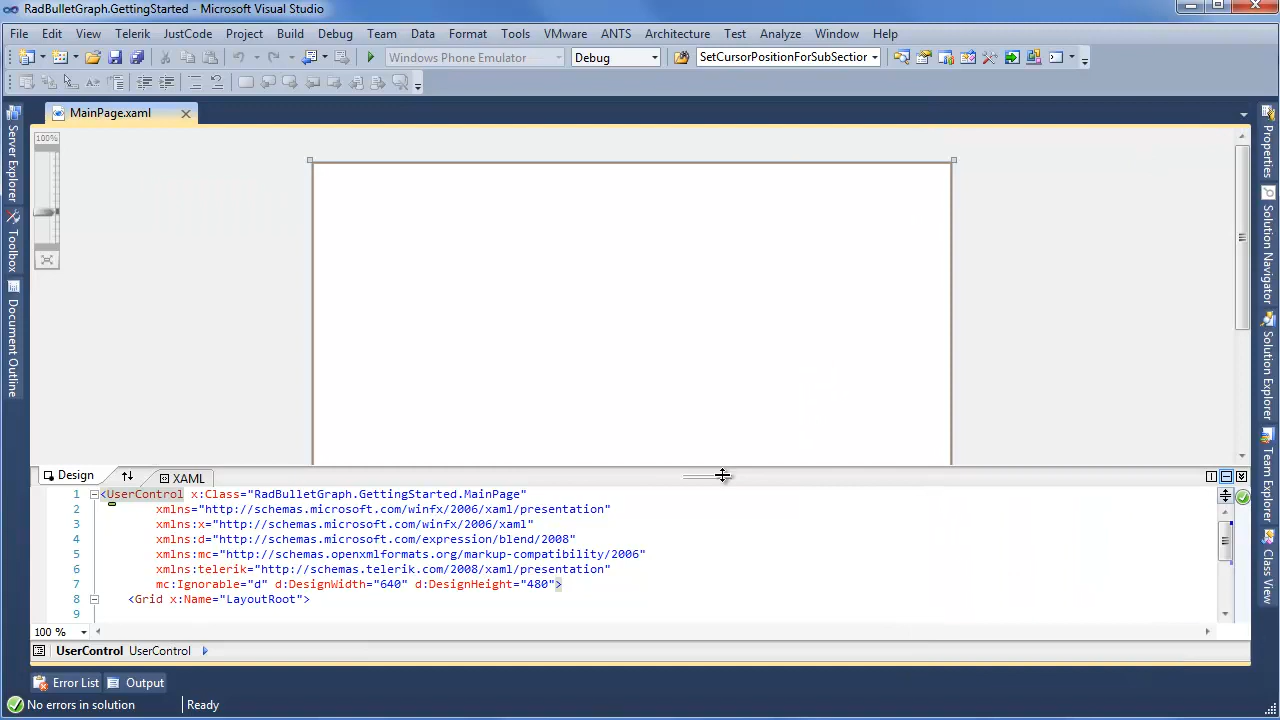 RadBulletGraph.GettingStarted - Microsoft Visual Studio
File Edit View Telerik JustCode Project Build Debug Team Data Format Tools VMware ANTS Architecture Test Analyze Window Help
Windows Phone Emulator Debug SetCursorPositionForSubSection
MainPage.xaml
100%
Server Explorer
Toolbox
Document Outline
Properties
Solution Navigator
Solution Explorer
Team Explorer
Class View
Design XAML
1 <UserControl x:Class="RadBulletGraph.GettingStarted.MainPage"
2 xmlns="http://schemas.microsoft.com/winfx/2006/xaml/presentation"
3 xmlns:x="http://schemas.microsoft.com/winfx/2006/xaml"
4 xmlns:d="http://schemas.microsoft.com/expression/blend/2008"
5 xmlns:mc="http://schemas.openxmlformats.org/markup-compatibility/2006"
6 xmlns:telerik="http://schemas.telerik.com/2008/xaml/presentation"
7 mc:Ignorable="d" d:DesignWidth="640" d:DesignHeight="480">
8 <Grid x:Name="LayoutRoot">
9
100 %
UserControl UserControl
Error List Output
No errors in solution Ready